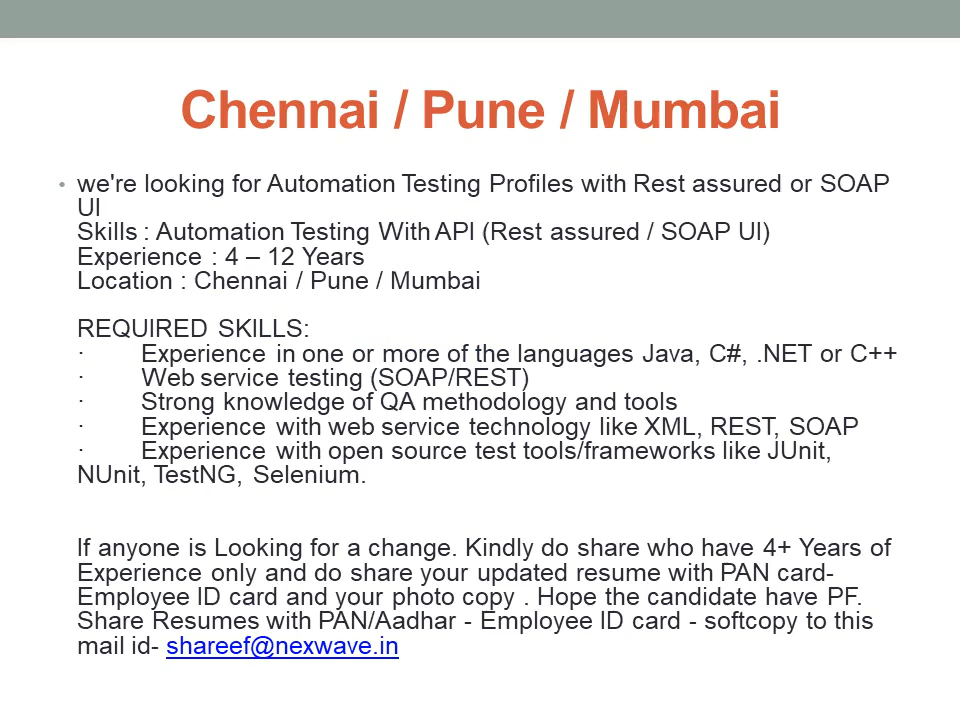 Chennai / Pune / Mumbai
• we're looking for Automation Testing Profiles with Rest assured or SOAP
UI
Skills : Automation Testing With API (Rest assured / SOAP UI)
Experience : 4 – 12 Years
Location : Chennai / Pune / Mumbai
REQUIRED SKILLS:
· Experience in one or more of the languages Java, C#, .NET or C++
· Web service testing (SOAP/REST)
· Strong knowledge of QA methodology and tools
· Experience with web service technology like XML, REST, SOAP
· Experience with open source test tools/frameworks like JUnit,
NUnit, TestNG, Selenium.
If anyone is Looking for a change. Kindly do share who have 4+ Years of
Experience only and do share your updated resume with PAN card-
Employee ID card and your photo copy . Hope the candidate have PF.
Share Resumes with PAN/Aadhar - Employee ID card - softcopy to this
mail id- shareef@nexwave.in